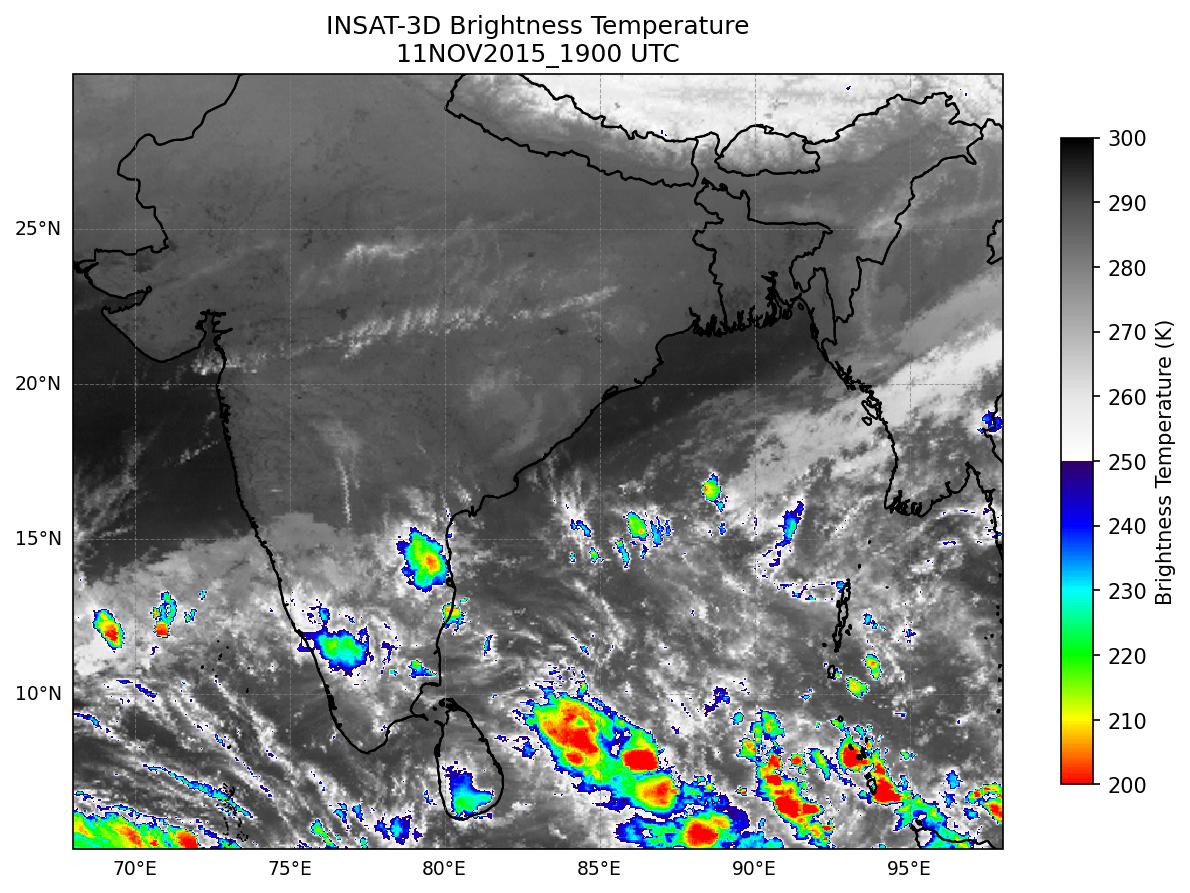 INSAT-3D Brightness Temperature
11NOV2015_1900 UTC
25°N
20°N
15°N
10°N
70°E
75°E
80°E
85°E
90°E
95°E
300
290
280
270
260
250
240
230
220
210
200
Brightness Temperature (K)